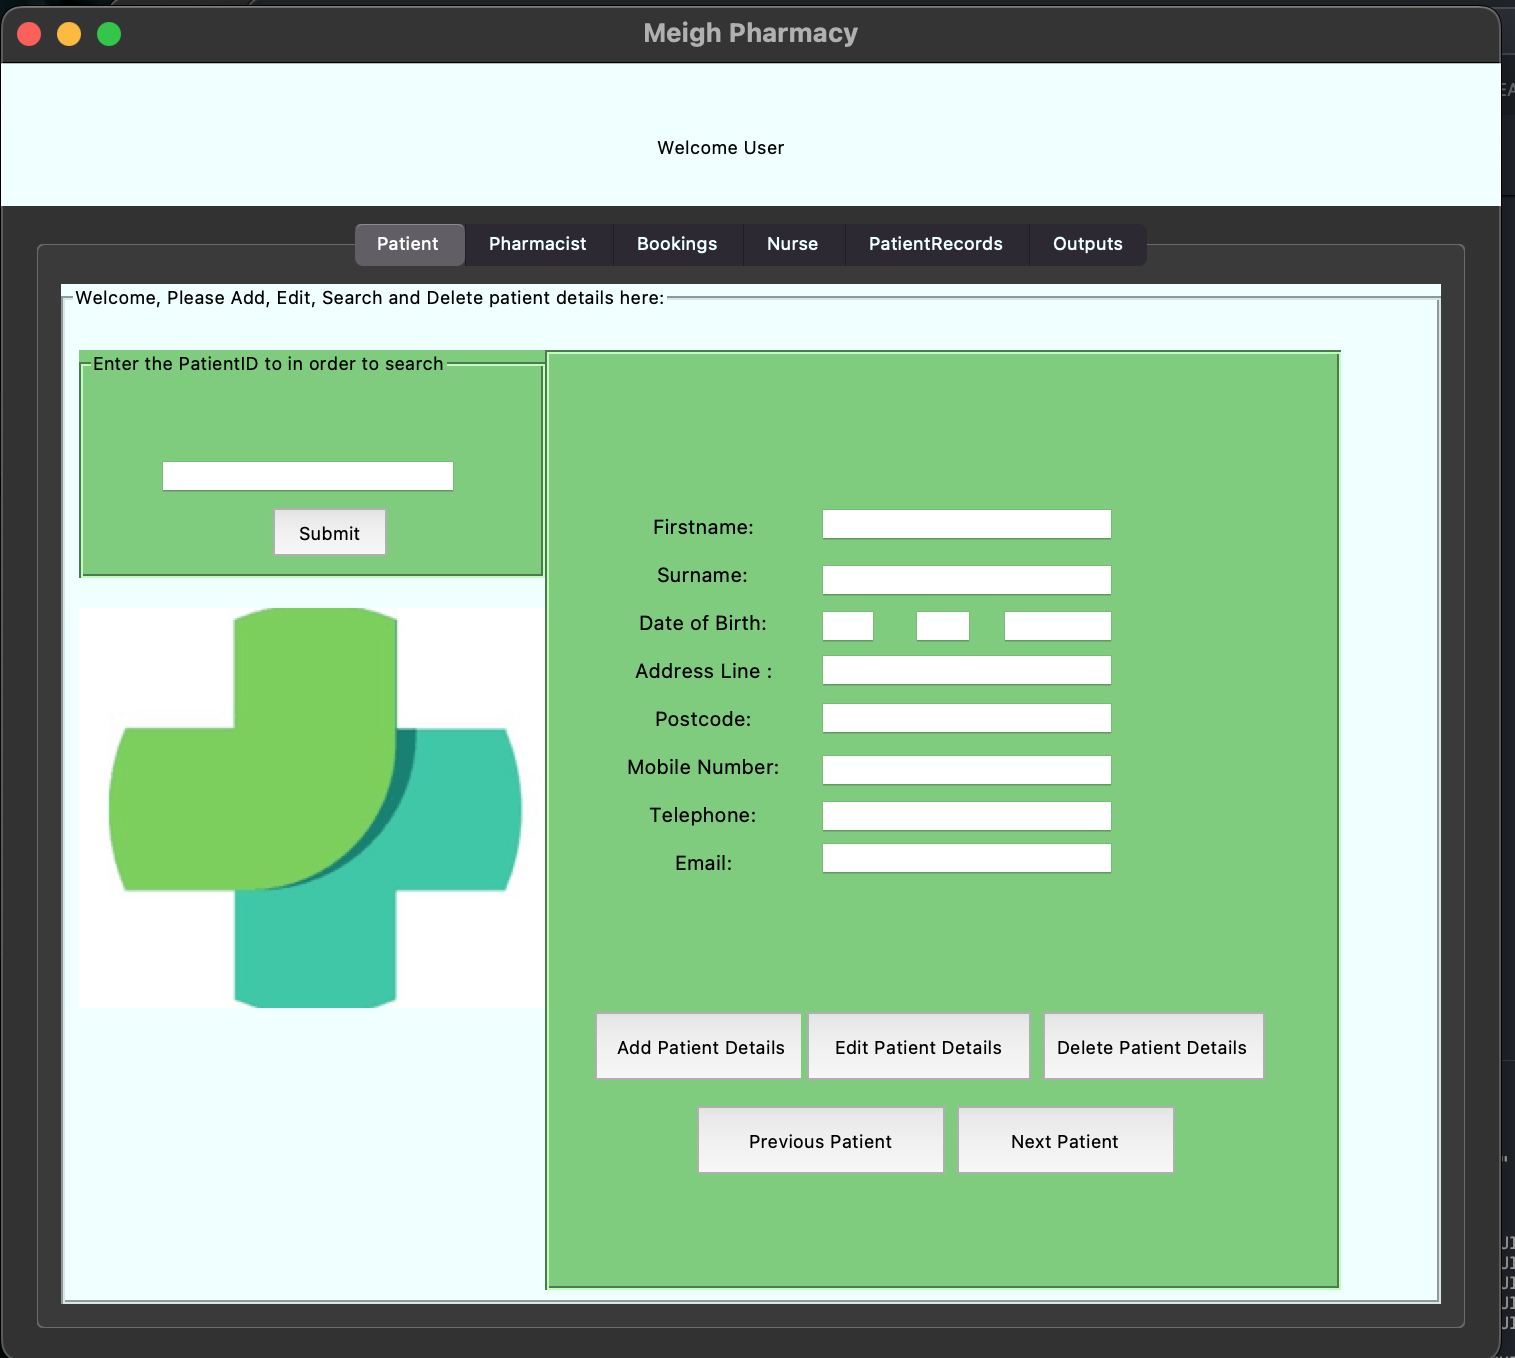 Meigh Pharmacy
Welcome User
Patient Pharmacist Bookings Nurse PatientRecords Outputs
Welcome, Please Add, Edit, Search and Delete patient details here:
Enter the PatientID to in order to search
Submit
Firstname:
Surname:
Date of Birth:
Address Line :
Postcode:
Mobile Number:
Telephone:
Email:
Add Patient Details Edit Patient Details Delete Patient Details
Previous Patient Next Patient